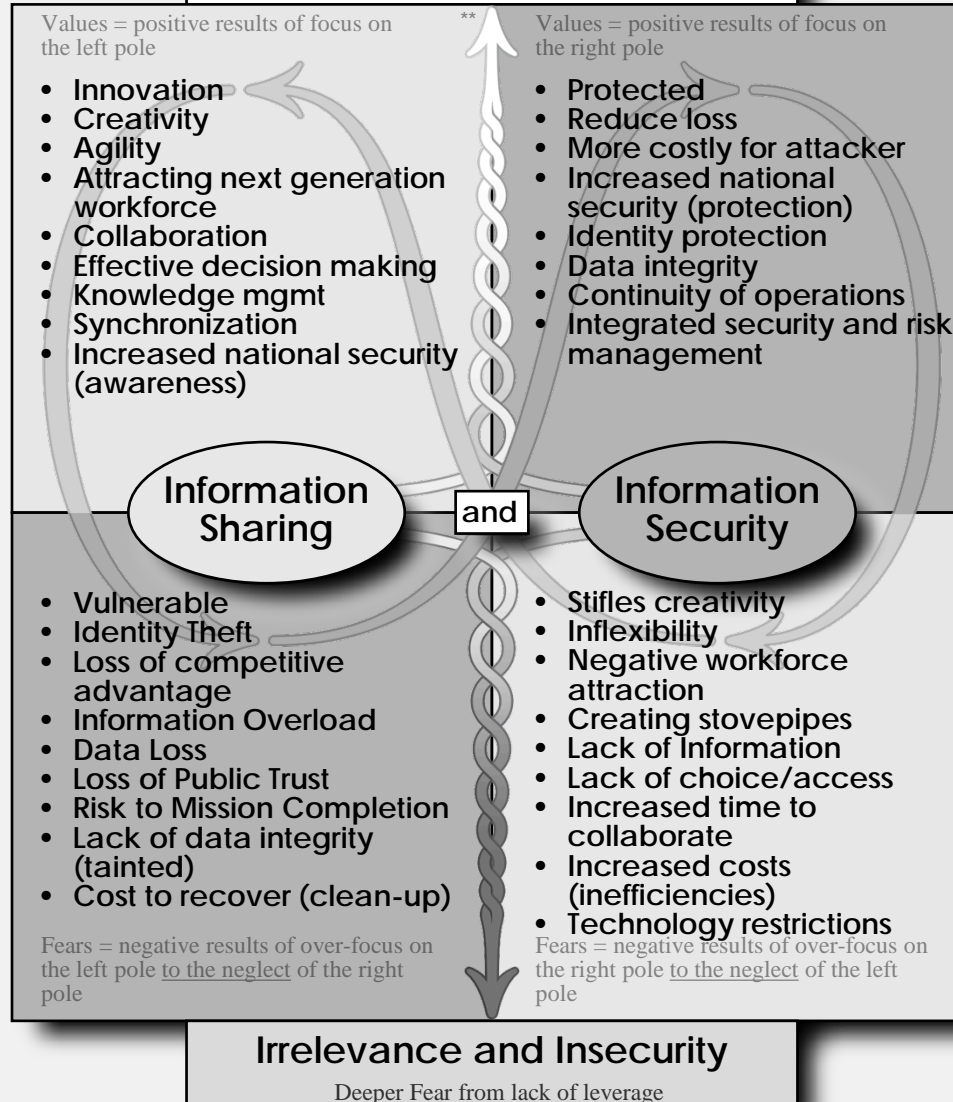 Values = positive results of focus on
the left pole
• Innovation
• Creativity
• Agility
• Attracting next generation
workforce
• Collaboration
• Effective decision making
• Knowledge mgmt
• Synchronization
• Increased national security
(awareness)
**
Values = positive results of focus on
the right pole
• Protected
• Reduce loss
• More costly for attacker
• Increased national
security (protection)
• Identity protection
• Data integrity
• Continuity of operations
• Integrated security and risk
management
Information
Sharing
and
Information
Security
• Vulnerable
• Identity Theft
• Loss of competitive
advantage
• Information Overload
• Data Loss
• Loss of Public Trust
• Risk to Mission Completion
• Lack of data integrity
(tainted)
• Cost to recover (clean-up)
Fears = negative results of over-focus on
the left pole to the neglect of the right
pole
• Stifles creativity
• Inflexibility
• Negative workforce
attraction
• Creating stovepipes
• Lack of Information
• Lack of choice/access
• Increased time to
collaborate
• Increased costs
(inefficiencies)
• Technology restrictions
Fears = negative results of over-focus on
the right pole to the neglect of the left
pole
Irrelevance and Insecurity
Deeper Fear from lack of leverage